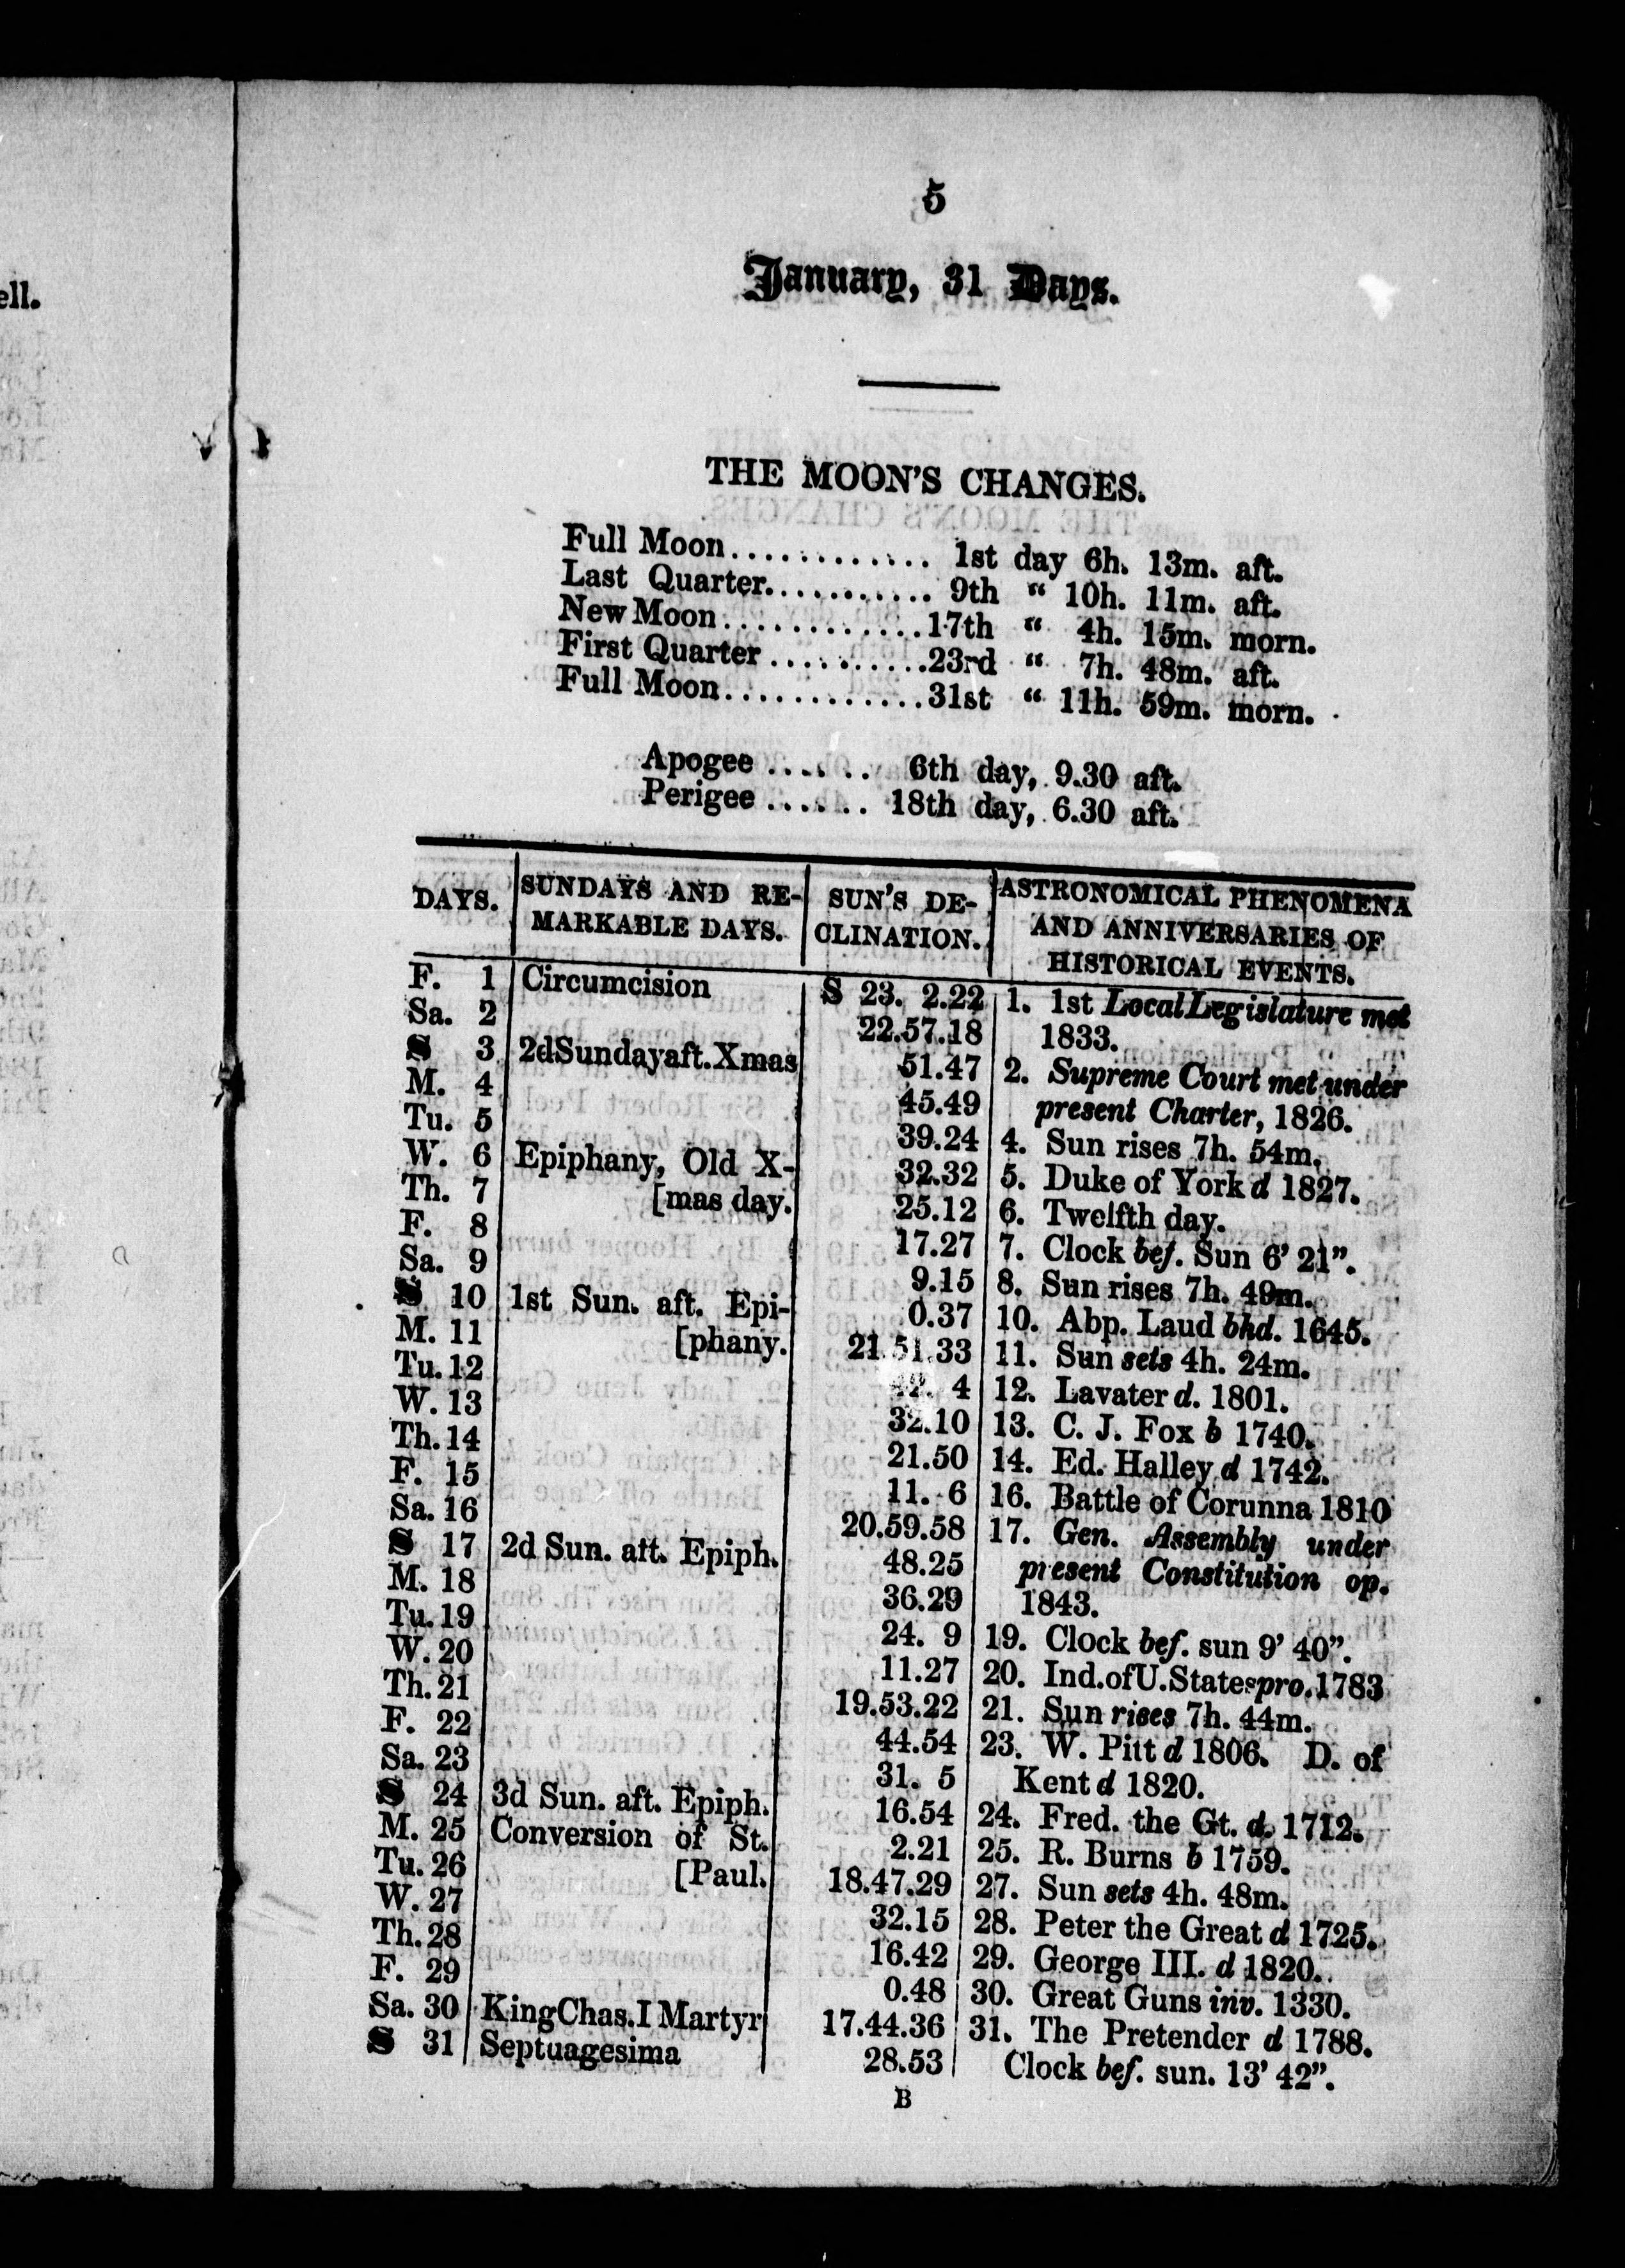 ell.
5
January, 31 Days.
THE MOON'S CHANGES.
Full Moon............ 1st day 6h. 13m. aft.
Last Quarter............ 9th " 10h. 11m. aft.
New Moon............17th " 4h. 15m. morn.
First Quarter..........23rd " 7h. 48m. aft.
Full Moon............31st " 11h. 59m. morn.
Apogee ...... 6th day, 9.30 aft.
Perigee ...... 18th day, 6.30 aft.
DAYS. | SUNDAYS AND RE- | SUN'S DE- | ASTRONOMICAL PHENOMENA
MARKABLE DAYS. | CLINATION. | AND ANNIVERSARIES OF
HISTORICAL EVENTS.
F. 1 | Circumcision | S 23. 2.22 | 1. 1st Local Legislature met
Sa. 2 | | 22.57.18 | 1833.
S 3 | 2d Sunday aft. Xmas | 51.47 | 2. Supreme Court met under
M. 4 | | 45.49 | present Charter, 1826.
Tu. 5 | | 39.24 | 4. Sun rises 7h. 54m.
W. 6 | Epiphany, Old X- | 32.32 | 5. Duke of York d 1827.
Th. 7 | [mas day. | 25.12 | 6. Twelfth day.
F. 8 | | 17.27 | 7. Clock bef. Sun 6' 21".
Sa. 9 | | 9.15 | 8. Sun rises 7h. 49m.
S 10 | 1st Sun. aft. Epi- | 0.37 | 10. Abp. Laud bhd. 1645.
M. 11 | [phany. | 21.51.33 | 11. Sun sets 4h. 24m.
Tu. 12 | | 42. 4 | 12. Lavater d. 1801.
W. 13 | | 32.10 | 13. C. J. Fox b 1740.
Th. 14 | | 21.50 | 14. Ed. Halley d 1742.
F. 15 | | 11. 6 | 16. Battle of Corunna 1810
Sa. 16 | | 20.59.58 | 17. Gen. Assembly under
S 17 | 2d Sun. aft. Epiph. | 48.25 | present Constitution op.
M. 18 | | 36.29 | 1843.
Tu. 19 | | 24. 9 | 19. Clock bef. sun 9' 40".
W. 20 | | 11.27 | 20. Ind. of U. States pro. 1783
Th. 21 | | 19.53.22 | 21. Sun rises 7h. 44m.
F. 22 | | 44.54 | 23. W. Pitt d 1806. D. of
Sa. 23 | | 31. 5 | Kent d 1820.
S 24 | 3d Sun. aft. Epiph. | 16.54 | 24. Fred. the Gt. d. 1712.
M. 25 | Conversion of St. | 2.21 | 25. R. Burns b 1759.
Tu. 26 | [Paul. | 18.47.29 | 27. Sun sets 4h. 48m.
W. 27 | | 32.15 | 28. Peter the Great d 1725.
Th. 28 | | 16.42 | 29. George III. d 1820.
F. 29 | | 0.48 | 30. Great Guns inv. 1330.
Sa. 30 | King Chas. I Martyr | 17.44.36 | 31. The Pretender d 1788.
S 31 | Septuagesima | 28.53 | Clock bef. sun. 13' 42".
B